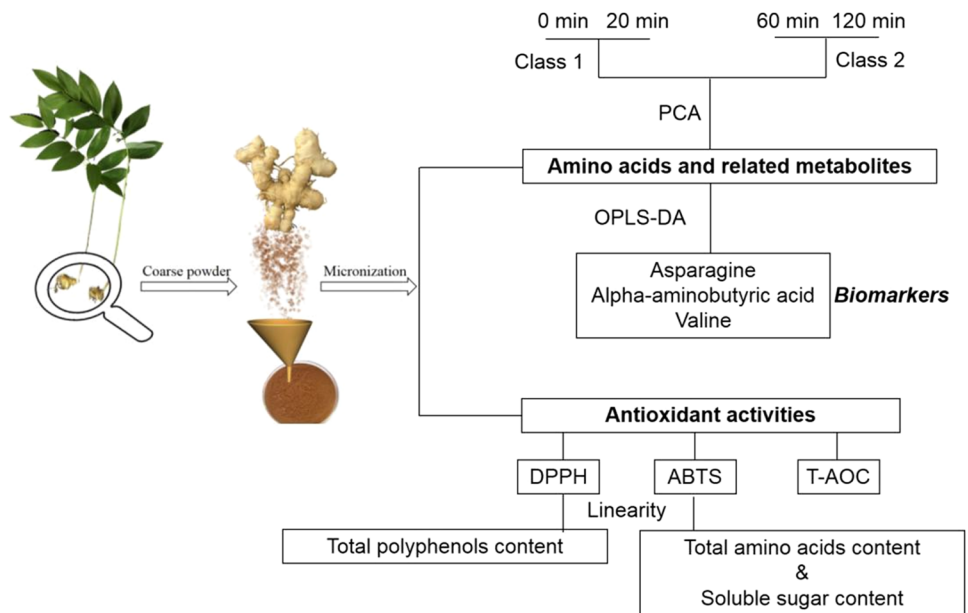 0 min 20 min
60 min 120 min
Class 1
Class 2
PCA
Amino acids and related metabolites
OPLS-DA
Asparagine
Alpha-aminobutyric acid
Valine
Biomarkers
Coarse powder
Micronization
Antioxidant activities
DPPH
ABTS
T-AOC
Linearity
Total polyphenols content
Total amino acids content
&
Soluble sugar content